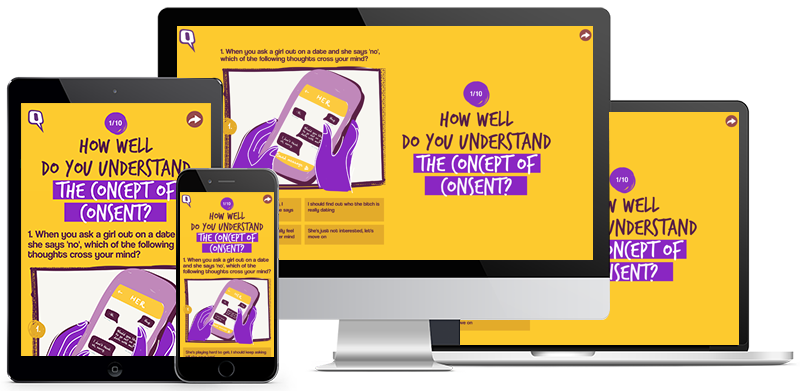 1. When you ask a girl out on a date and she says 'no',
which of the following thoughts cross your mind?
HER
1/10
HOW WELL
DO YOU UNDERSTAND
THE CONCEPT OF
CONSENT?
I should find out who the bitch is
really dating
She's just not interested, let's
move on
1/10
HOW WELL
DO YOU UNDERSTAND
THE CONCEPT OF
CONSENT?
1. When you ask a girl out on a date and
she says 'no', which of the following
thoughts cross your mind?
HER
1/10
HOW WELL
DO YOU UNDERSTAND
THE CONCEPT OF
CONSENT?
1. When you ask a girl out on a date
and she says 'no', which of the
following thoughts cross your mind?
HER
She's playing hard to get, I should keep asking
1/10
WELL
UNDERSTAND
CONCEPT OF
CONSENT?
move on